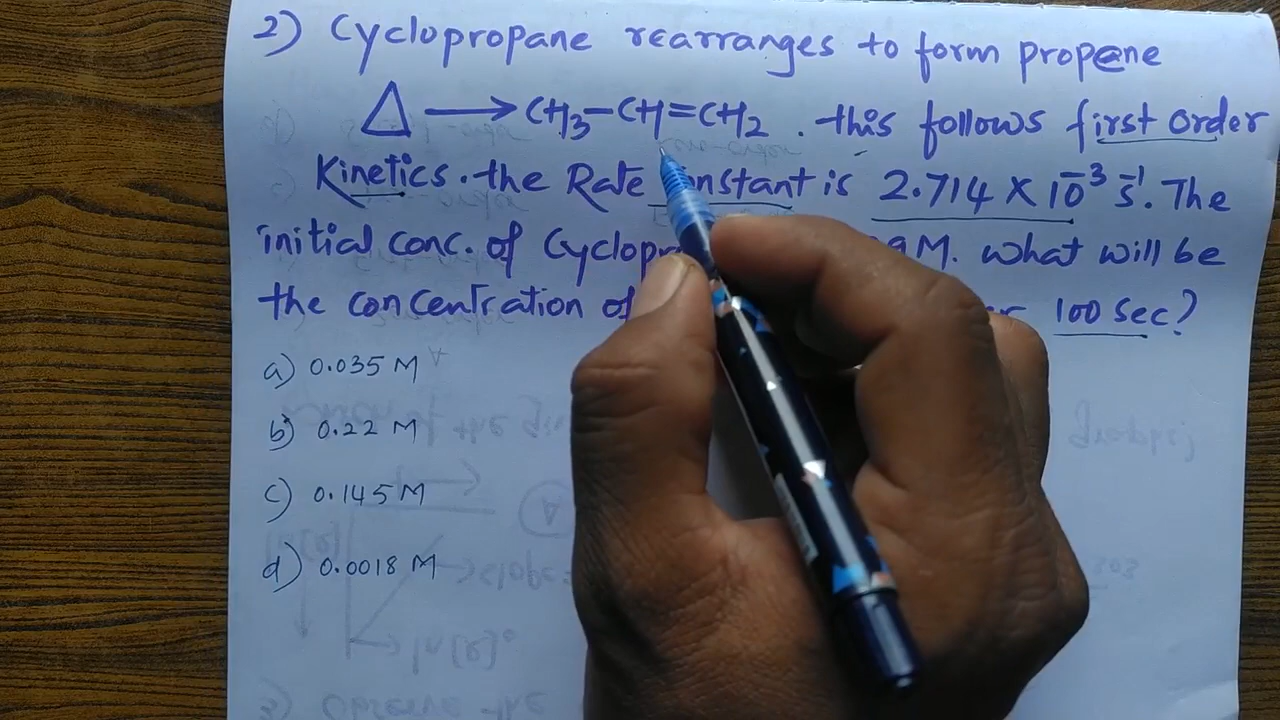 2) Cyclopropane rearranges to form propene
△ ⟶ CH3-CH=CH2 . this follows first order
Kinetics. the Rate constant is 2.714 X 10⁻³ s⁻¹. The
initial conc. of Cyclopr 9M. what will be
the concentration of 100 sec?
a) 0.035 M
b) 0.22 M
c) 0.145 M
d) 0.0018 M